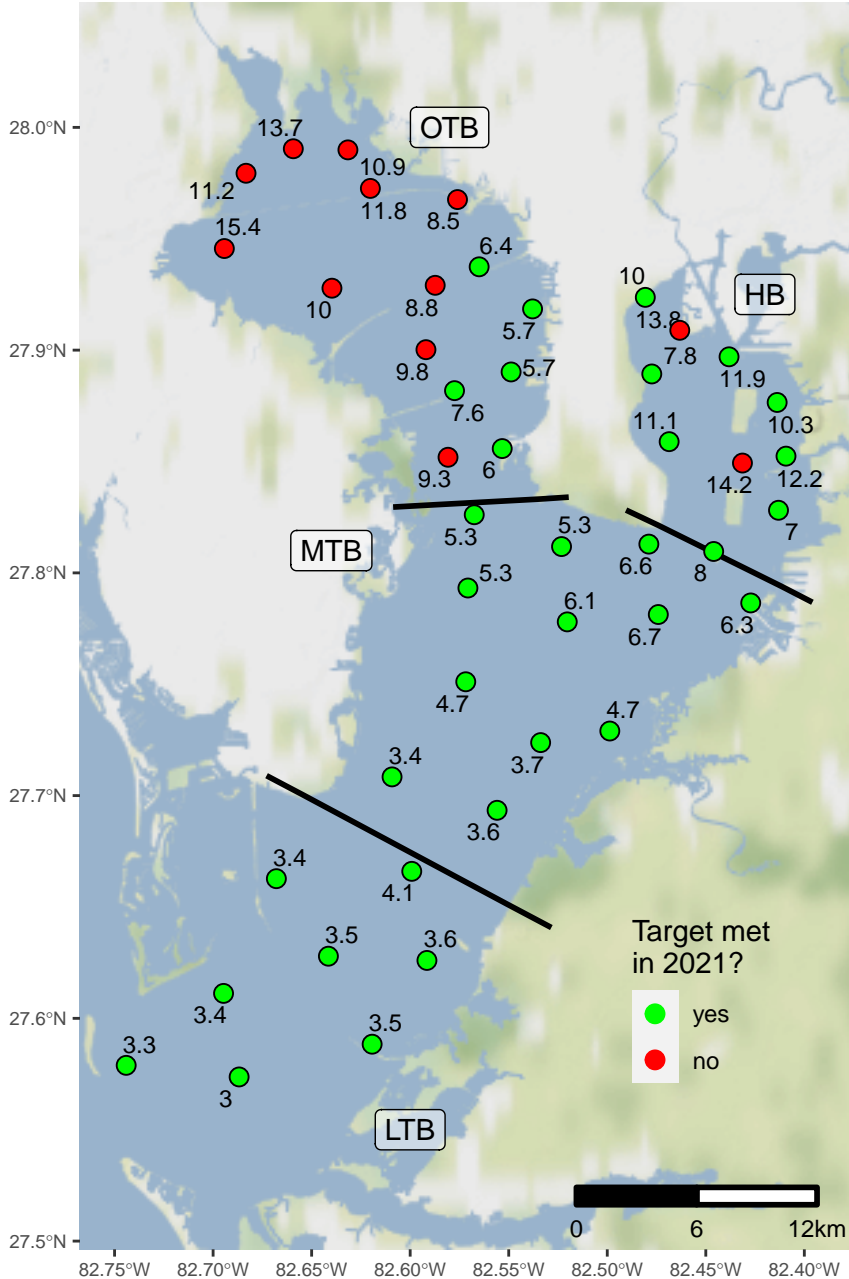 28.0°N
27.9°N
27.8°N
27.7°N
27.6°N
27.5°N
OTB
13.7
10.9
11.2
11.8
8.5
15.4
6.4
10
HB
10
8.8
13.8
5.7
7.8
9.8
5.7
11.9
7.6
11.1
10.3
9.3
6
14.2
12.2
5.3
5.3
7
MTB
6.6
8
5.3
6.1
6.7
6.3
4.7
4.7
3.4
3.7
3.6
3.4
4.1
3.5
3.6
Target met
in 2021?
yes
no
3.4
3.5
3.3
3
LTB
0 6 12km
82.75°W 82.70°W 82.65°W 82.60°W 82.55°W 82.50°W 82.45°W 82.40°W